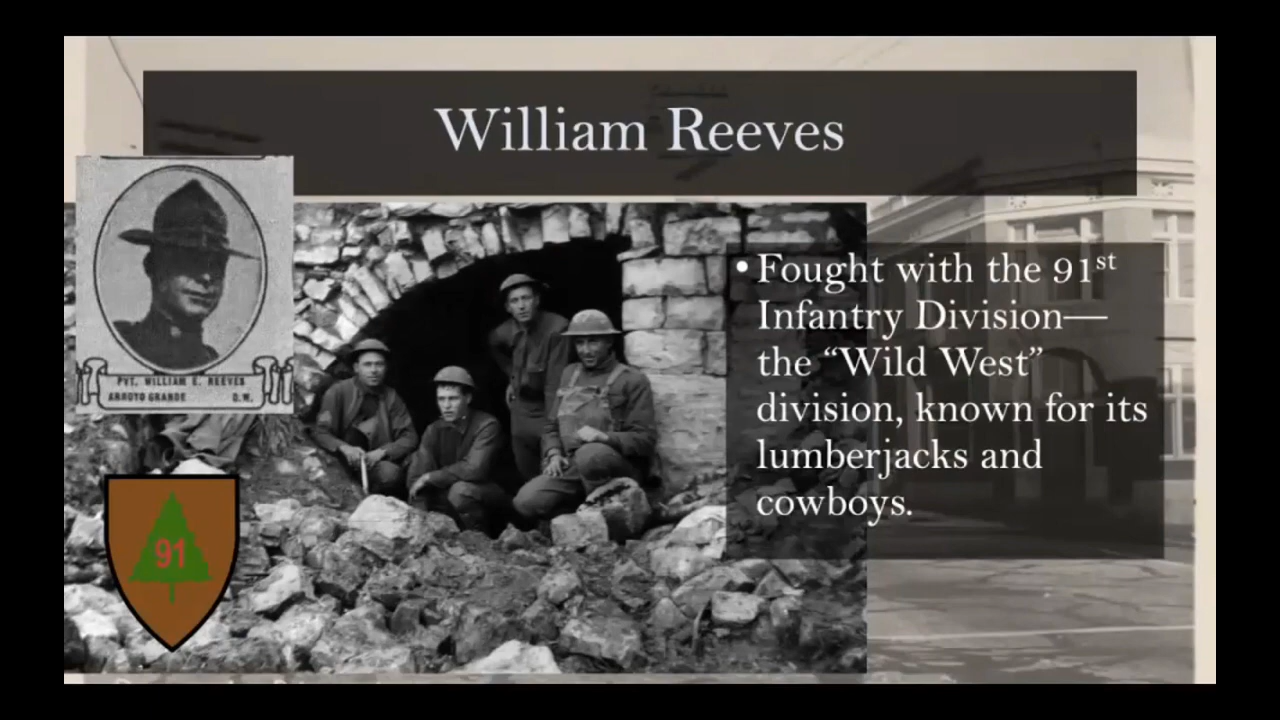 William Reeves
PVT. WILLIAM E. REEVES
ARROYO GRANDE D.W.
• Fought with the 91st
Infantry Division—
the “Wild West”
division, known for its
lumberjacks and
cowboys.
91